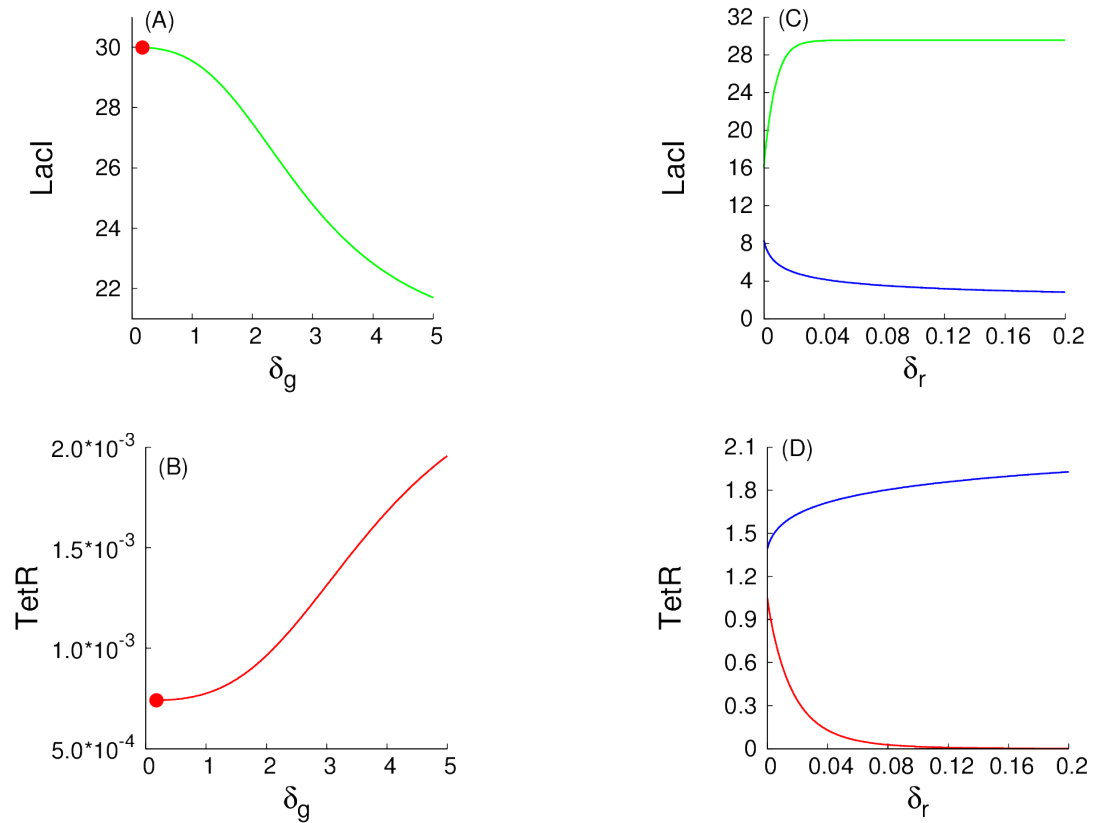 (A)
LacI
30
28
26
24
22
0 1 2 3 4 5
δg
(C)
LacI
32
28
24
20
16
12
8
4
0
0 0.04 0.08 0.12 0.16 0.2
δr
(B)
TetR
2.0*10-3
1.5*10-3
1.0*10-3
5.0*10-4
0 1 2 3 4 5
δg
(D)
TetR
2.1
1.8
1.5
1.2
0.9
0.6
0.3
0
0 0.04 0.08 0.12 0.16 0.2
δr